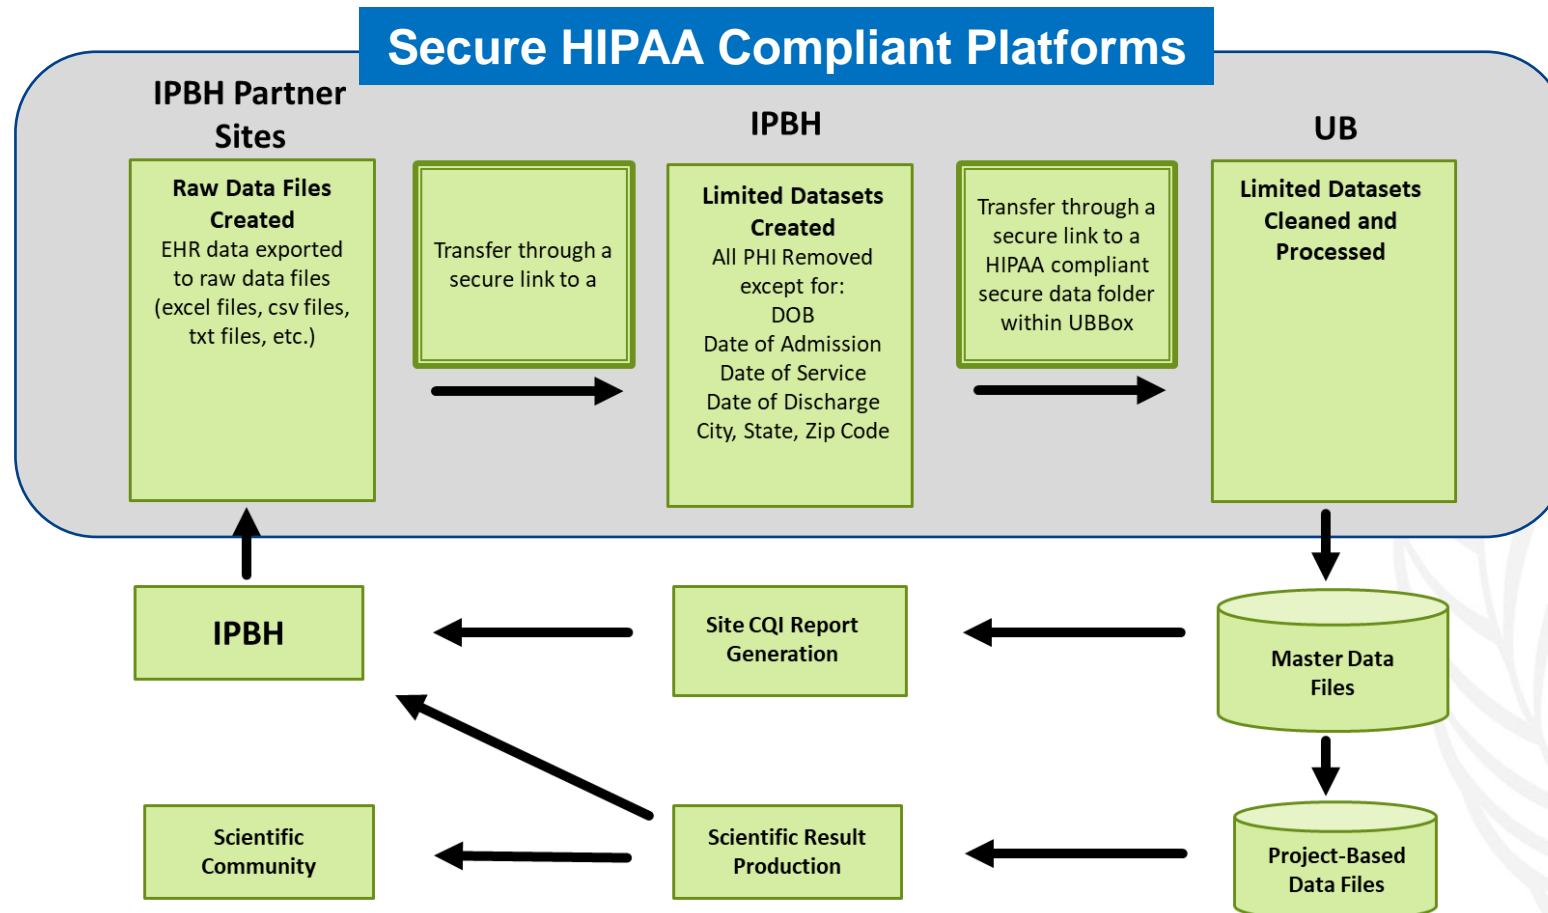 Secure HIPAA Compliant Platforms
IPBH Partner
Sites
IPBH
UB
Raw Data Files
Created
EHR data exported
to raw data files
(excel files, csv files,
txt files, etc.)
Transfer through a
secure link to a
Limited Datasets
Created
All PHI Removed
except for:
DOB
Date of Admission
Date of Service
Date of Discharge
City, State, Zip Code
Transfer through a
secure link to a
HIPAA compliant
secure data folder
within UBBox
Limited Datasets
Cleaned and
Processed
IPBH
Site CQI Report
Generation
Master Data
Files
Scientific
Community
Scientific Result
Production
Project-Based
Data Files